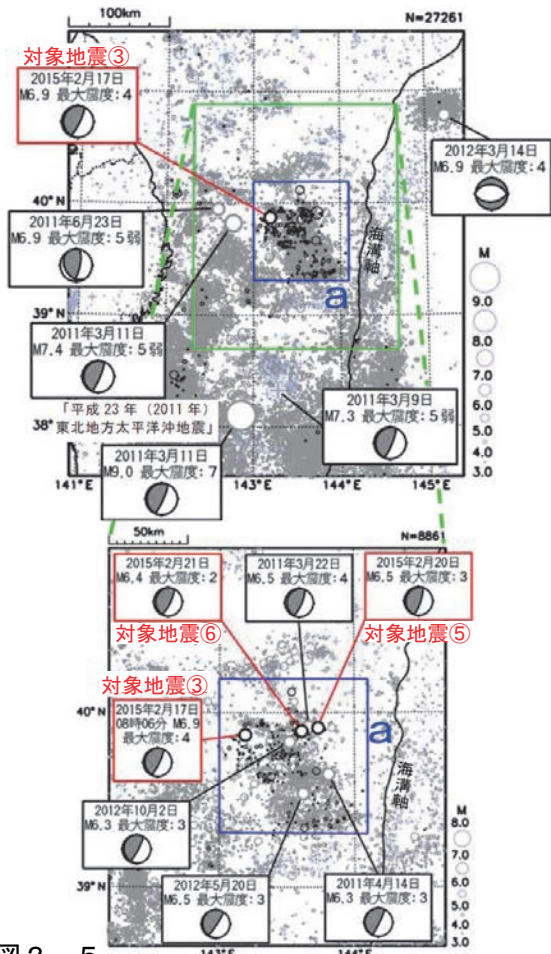 100km
N=27261
対象地震③
2015年2月17日
M6.9 最大震度：4
2012年3月14日
M6.9 最大震度：4
40°N
2011年6月23日
M6.9 最大震度：5弱
海溝軸
a
39°N
2011年3月11日
M7.4 最大震度：5弱
「平成 23 年（2011 年）
東北地方太平洋沖地震」
38°N
2011年3月11日
M9.0 最大震度：7
2011年3月9日
M7.3 最大震度：5弱
M
9.0
8.0
7.0
6.0
5.0
4.0
3.0
141°E
143°E
144°E
145°E
50km
N=8861
2015年2月21日
M6.4 最大震度：2
対象地震⑥
2011年3月22日
M6.5 最大震度：4
2015年2月20日
M6.5 最大震度：3
対象地震⑤
対象地震③
2015年2月17日
08時06分 M6.9
最大震度：4
40°N
a
海溝軸
2012年10月2日
M6.3 最大震度：3
39°N
2012年5月20日
M6.5 最大震度：3
2011年4月14日
M6.3 最大震度：3
M
8.0
7.0
6.0
5.0
4.0
3.0
143°E
144°E